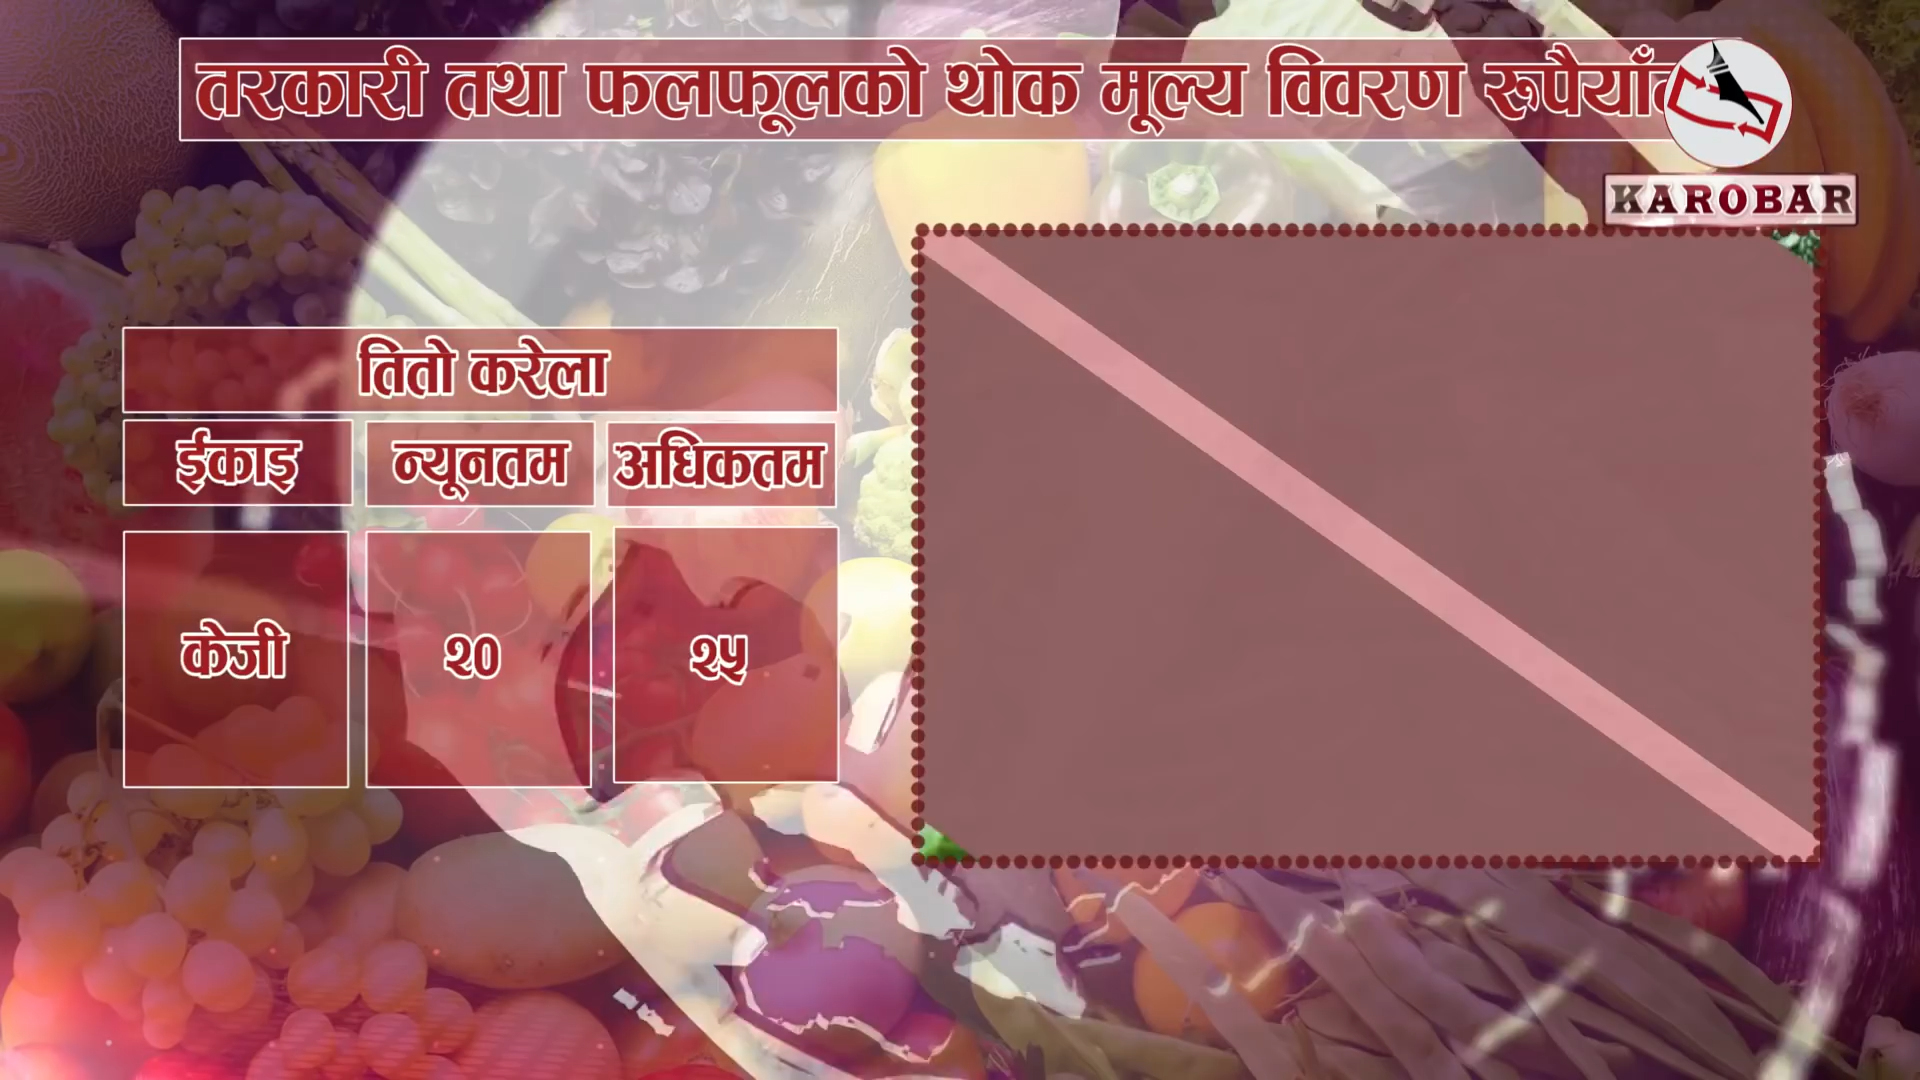 तरकारी तथा फलफूलको थोक मूल्य विवरण रूपैयाँ
KAROBAR
तितो करेला
ईकाइ न्यूनतम अधिकतम
केजी २० २५